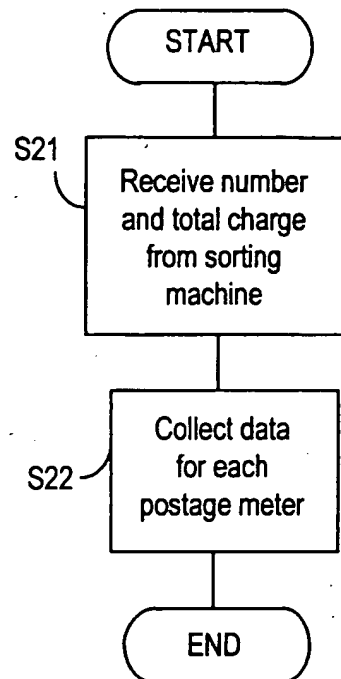 START
S21
Receive number
and total charge
from sorting
machine
S22
Collect data
for each
postage meter
END